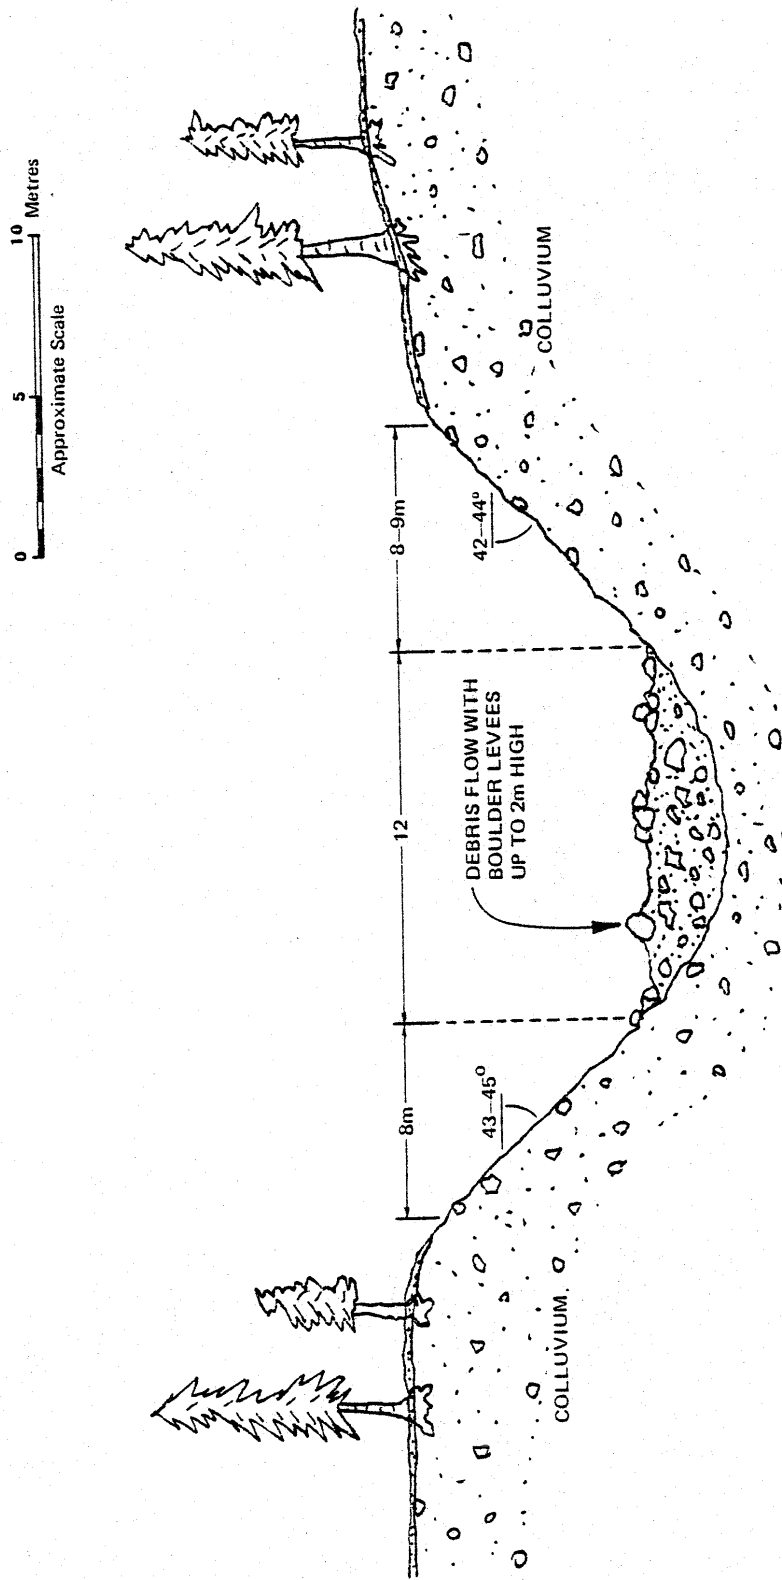 0 5 10 Metres
Approximate Scale
8m
12
8–9m
43–45°
DEBRIS FLOW WITH
BOULDER LEVEES
UP TO 2m HIGH
42–44°
COLLUVIUM
COLLUVIUM